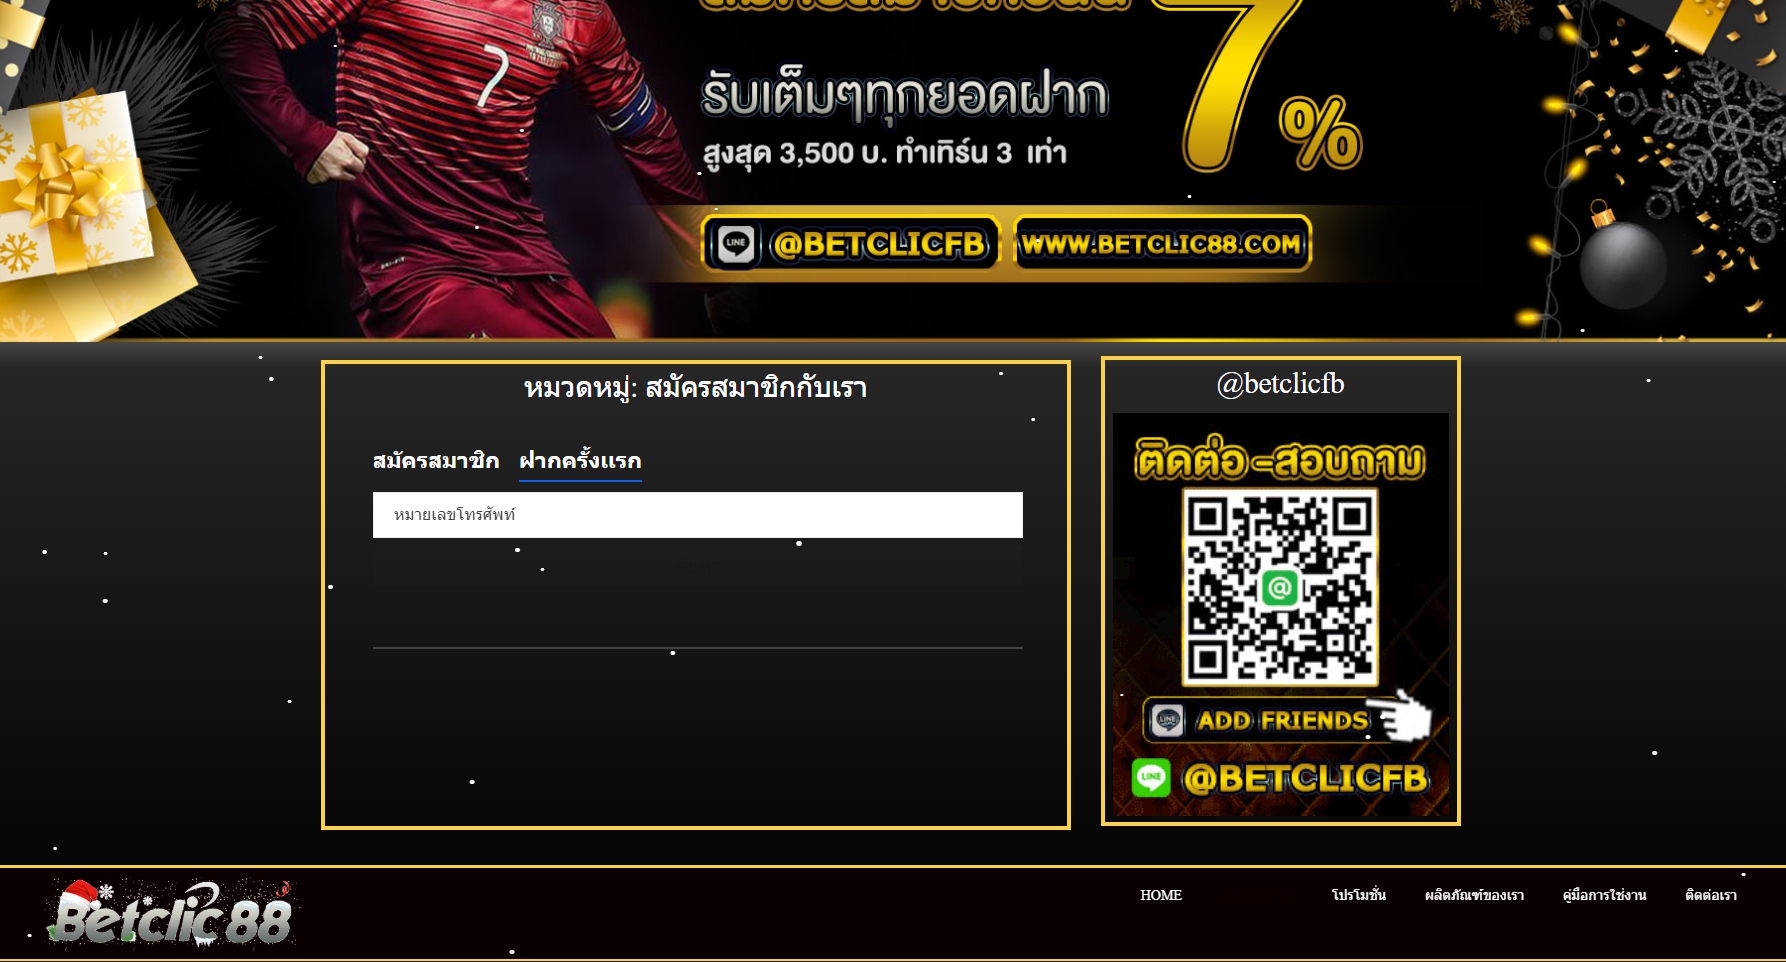 7
7
%
รับเต็มๆทุกยอดฝาก
สูงสุด 3,500 บ. ทำเทิร์น 3 เท่า
LINE @BETCLICFB
WWW.BETCLIC88.COM
หมวดหมู่: สมัครสมาชิกกับเรา
สมัครสมาชิก ฝากครั้งแรก
หมายเลขโทรศัพท์
@betclicfb
ติดต่อ-สอบถาม
@
LINE ADD FRIENDS
LINE @BETCLICFB
Betclic88
HOME โปรโมชั่น ผลิตภัณฑ์ของเรา คู่มือการใช่งาน ติดต่อเรา